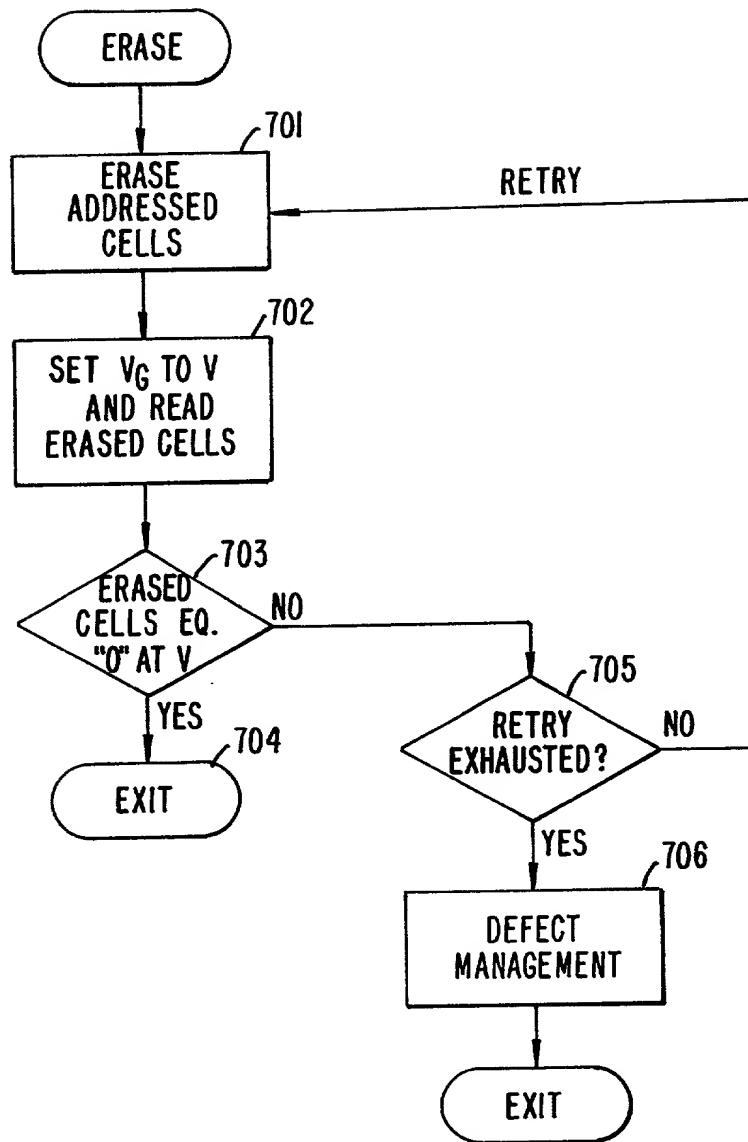 ERASE
701
ERASE
ADDRESSED
CELLS
RETRY
702
SET VG TO V
AND READ
ERASED CELLS
703
ERASED
CELLS EQ.
"0" AT V
NO
YES
704
EXIT
705
RETRY
EXHAUSTED?
NO
YES
706
DEFECT
MANAGEMENT
EXIT